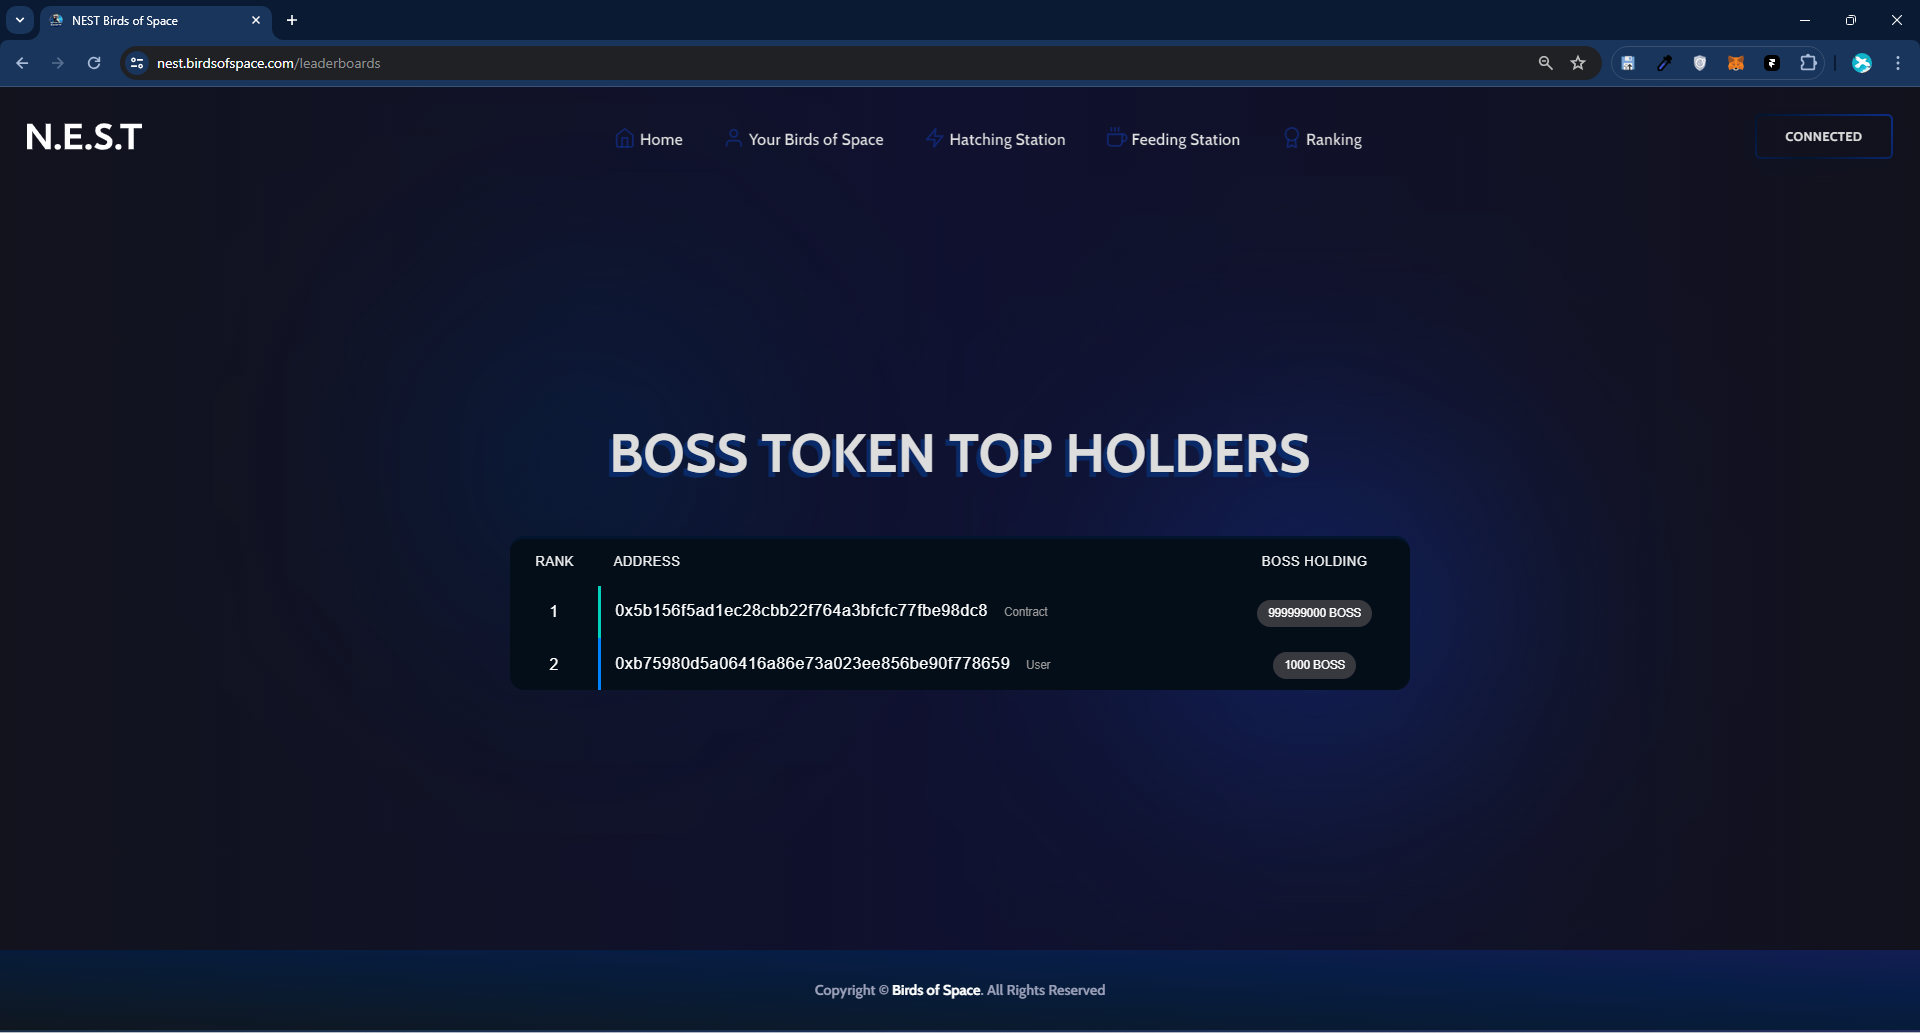 NEST Birds of Space
nest.birdsofspace.com/leaderboards
N.E.S.T
Home
Your Birds of Space
Hatching Station
Feeding Station
Ranking
CONNECTED
BOSS TOKEN TOP HOLDERS
RANK ADDRESS BOSS HOLDING
1 0x5b156f5ad1ec28cbb22f764a3bfcfc77fbe98dc8 Contract 999999000 BOSS
2 0xb75980d5a06416a86e73a023ee856be90f778659 User 1000 BOSS
Copyright © Birds of Space. All Rights Reserved